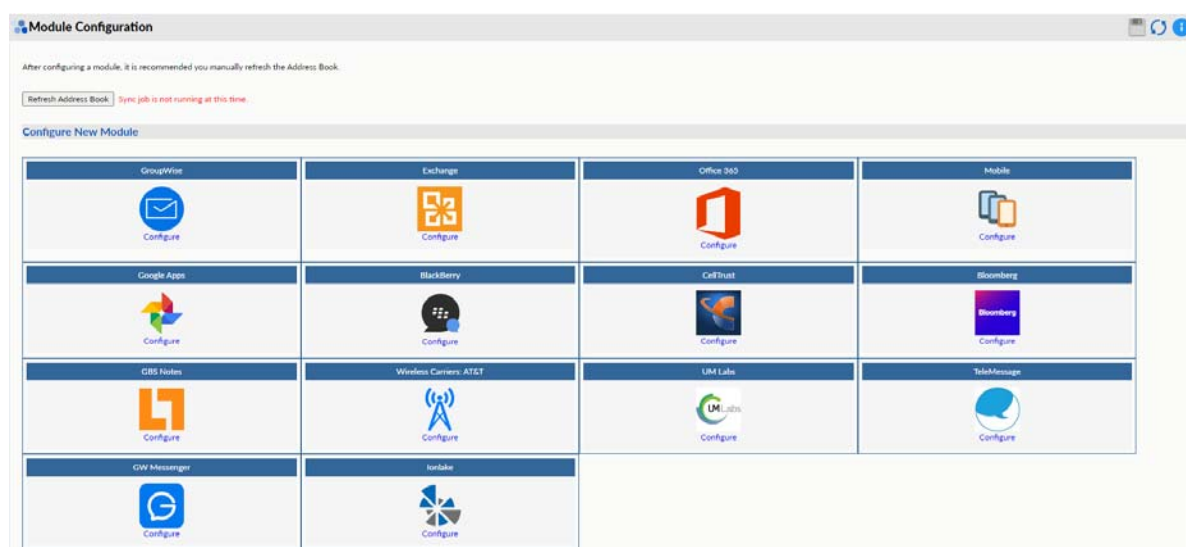 Module Configuration
After configuring a module, it is recommended you manually refresh the Address Book.
Refresh Address Book Sync job is not running at this time.
Configure New Module
GroupWise Exchange Office 365 Mobile
Configure Configure Configure Configure
Google Apps BlackBerry CellTrust Bloomberg
Bloomberg
Configure Configure Configure Configure
GBS Notes Wireless Carriers: AT&T UM Labs TeleMessage
UM Labs
Configure Configure Configure Configure
GW Messenger Ionlake
Configure Configure